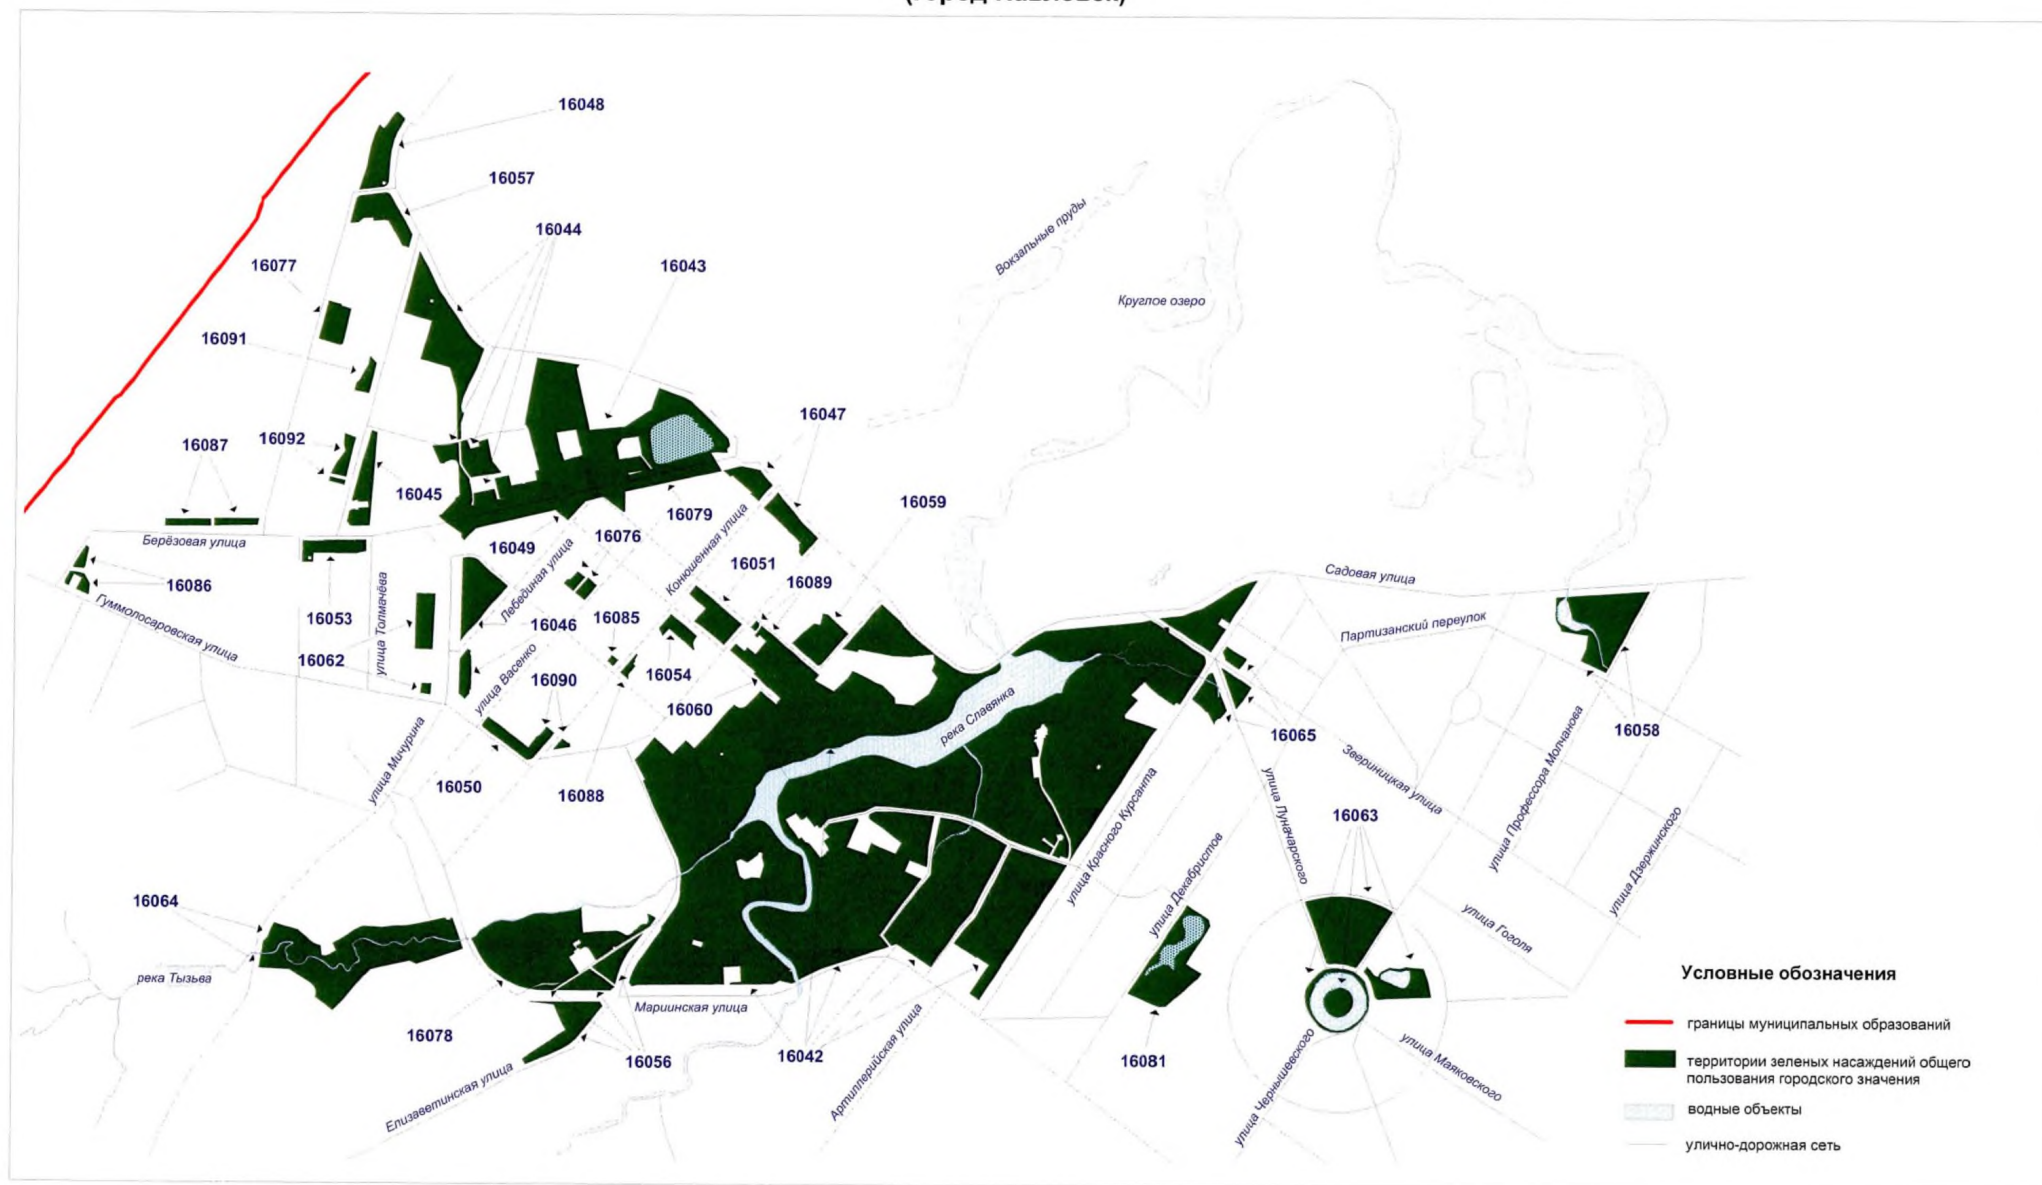 16048
16057
16044
16077
16043
Вокзальные пруды
Круглое озеро
16091
16047
16087
16092
16045
16059
16079
Берёзовая улица
16049
16076
Лебединая улица
Конюшенная улица
16051
16089
Садовая улица
16086
Гуммолосаровская улица
16053
улица Толмачёва
16046
16085
Партизанский переулок
16062
улица Васенко
16090
16054
16060
река Славянка
16065
16058
улица Мичурина
16050
16088
Звериницкая улица
улица Луначарского
улица Профессора Молчанова
улица Красного Курсанта
улица Декабристов
16063
улица Дзержинского
16064
улица Гоголя
река Тызьва
Мариинская улица
16078
16056
16042
16081
Елизаветинская улица
Артиллерийская улица
улица Чернышевского
улица Маяковского
Условные обозначения
границы муниципальных образований
территории зеленых насаждений общего
пользования городского значения
водные объекты
улично-дорожная сеть